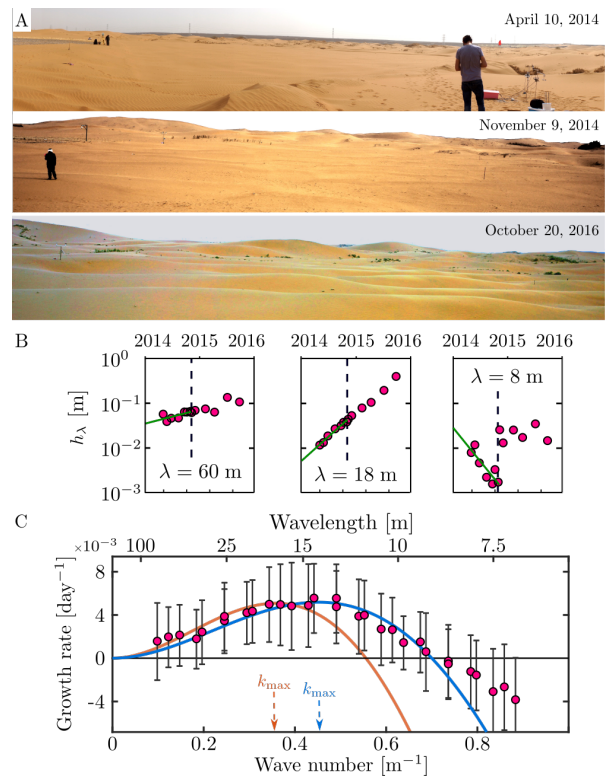 A
April 10, 2014
November 9, 2014
October 20, 2016
B
2014 2015 2016 2014 2015 2016 2014 2015 2016
10⁰
10⁻¹
10⁻²
10⁻³
h_λ [m]
λ = 60 m
λ = 18 m
λ = 8 m
C
Wavelength [m]
100 25 15 10 7.5
×10⁻³
8
4
0
-4
Growth rate [day⁻¹]
k_max k_max
0 0.2 0.4 0.6 0.8
Wave number [m⁻¹]